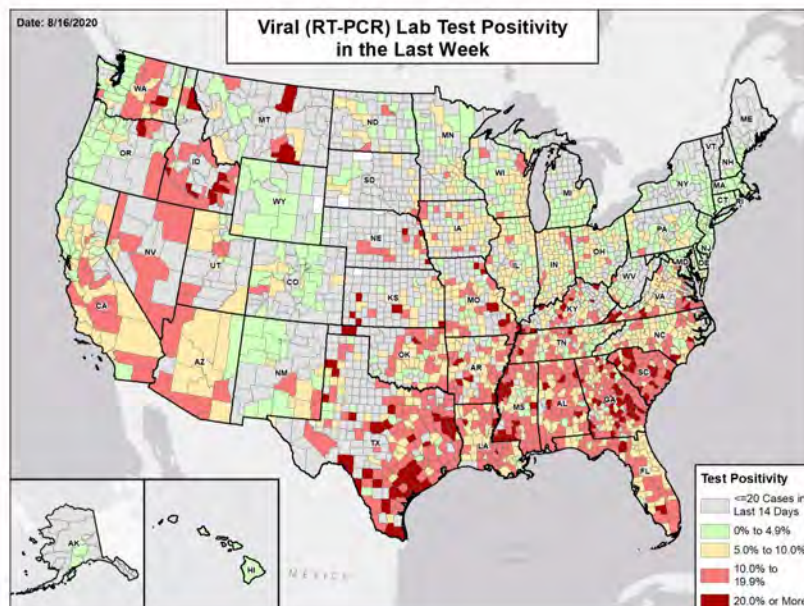 Date: 8/16/2020
Viral (RT-PCR) Lab Test Positivity
in the Last Week
WA
MT
ND
MN
ME
VT
NH
OR
ID
SD
WI
MI
NY
MA
CT
WY
IA
PA
NJ
NV
NE
IL
IN
OH
MD
DE
UT
CO
WV
VA
CA
KS
MO
KY
NC
AZ
NM
OK
TN
AR
SC
MS
AL
GA
TX
LA
FL
AK
HI
MEXICO
Test Positivity
<=20 Cases in
Last 14 Days
0% to 4.9%
5.0% to 10.0%
10.0% to
19.9%
20.0% or More